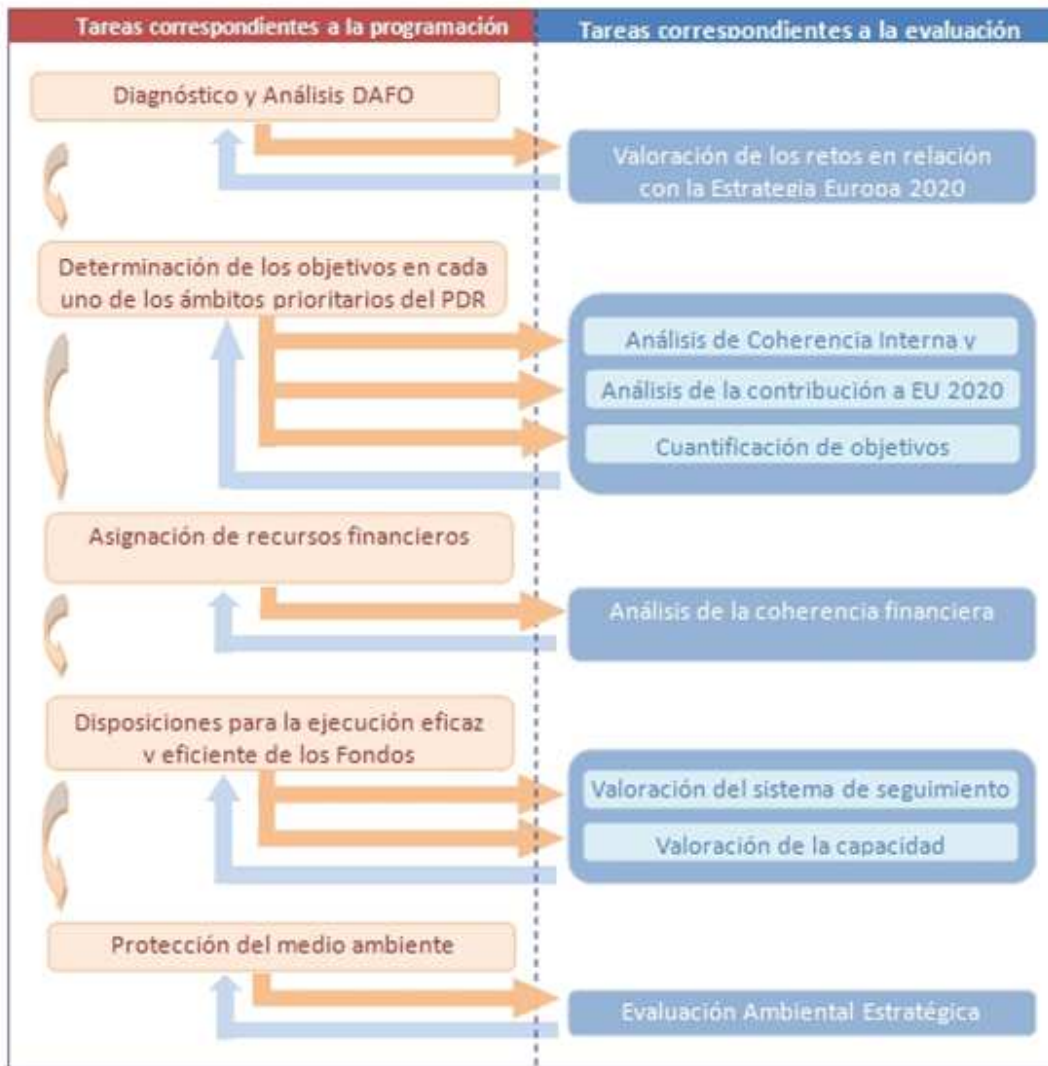 Tareas correspondientes a la programación
Tareas correspondientes a la evaluación
Diagnóstico y Análisis DAFO
Valoración de los retos en relación
con la Estrategia Europa 2020
Determinación de los objetivos en cada
uno de los ámbitos prioritarios del PDR
Análisis de Coherencia Interna y
Análisis de la contribución a EU 2020
Cuantificación de objetivos
Asignación de recursos financieros
Análisis de la coherencia financiera
Disposiciones para la ejecución eficaz
y eficiente de los Fondos
Valoración del sistema de seguimiento
Valoración de la capacidad
Protección del medio ambiente
Evaluación Ambiental Estratégica